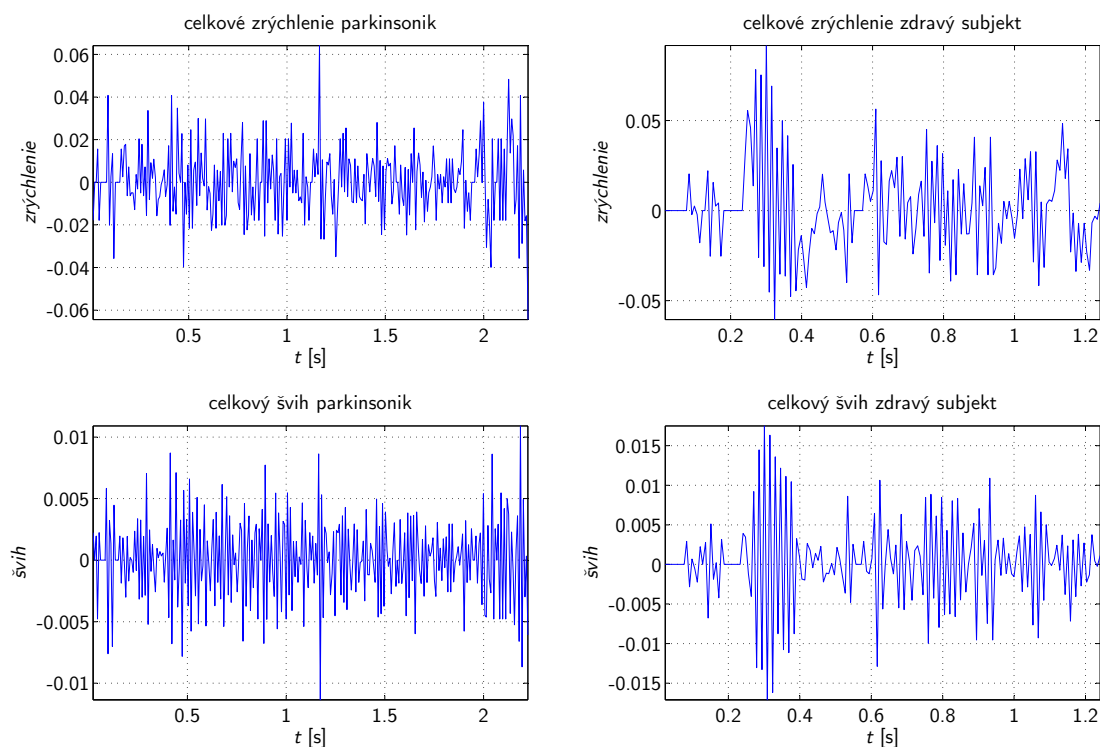 celkové zrýchlenie parkinsonik
0.06
0.04
0.02
0
-0.02
-0.04
-0.06
zrýchlenie
0.5 1 1.5 2
t [s]
celkové zrýchlenie zdravý subjekt
0.05
0
-0.05
zrýchlenie
0.2 0.4 0.6 0.8 1 1.2
t [s]
celkový švih parkinsonik
0.01
0.005
0
-0.005
-0.01
švih
0.5 1 1.5 2
t [s]
celkový švih zdravý subjekt
0.015
0.01
0.005
0
-0.005
-0.01
-0.015
švih
0.2 0.4 0.6 0.8 1 1.2
t [s]